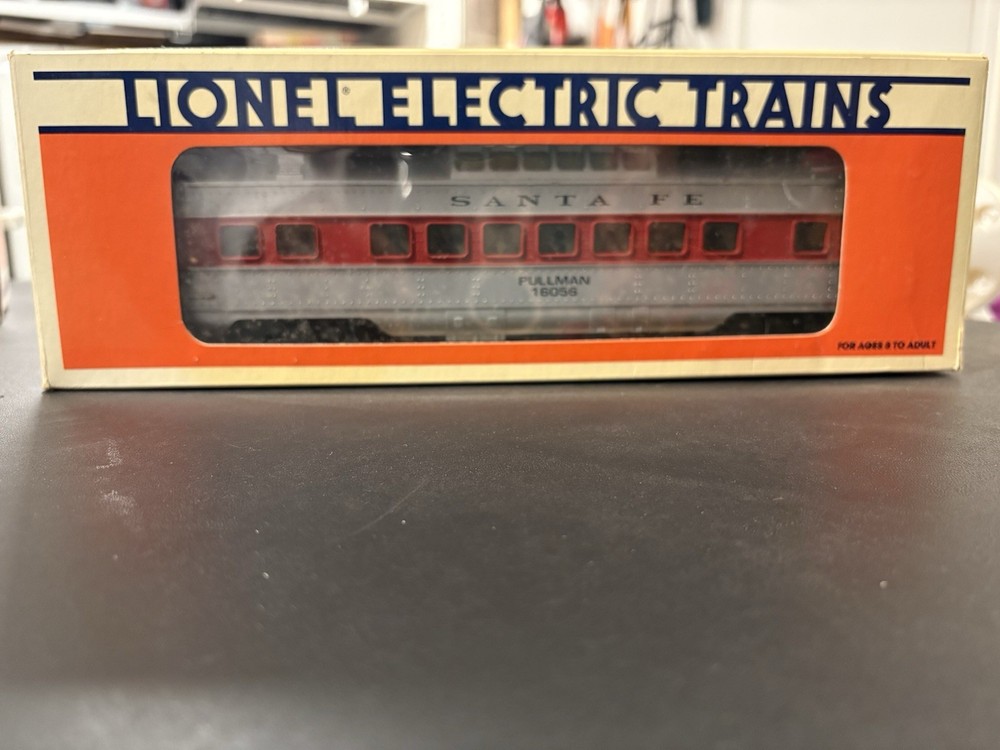 LIONEL® ELECTRIC TRAINS
SANTA FE
PULLMAN
16056
FOR AGES 8 TO ADULT